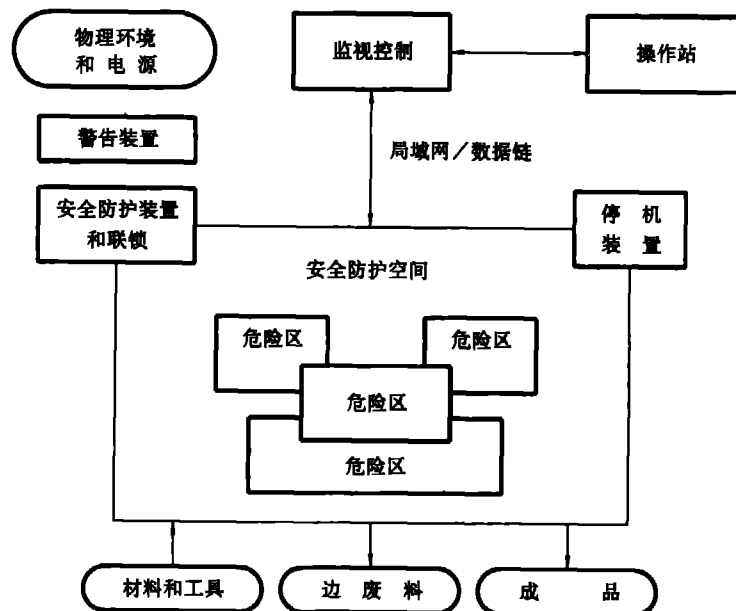 物理环境
和 电 源
监视控制
操作站
警告装置
局域网／数据链
安全防护装置
和联锁
停 机
装 置
安全防护空间
危险区
危险区
危险区
危险区
材料和工具
边 废 料
成 品